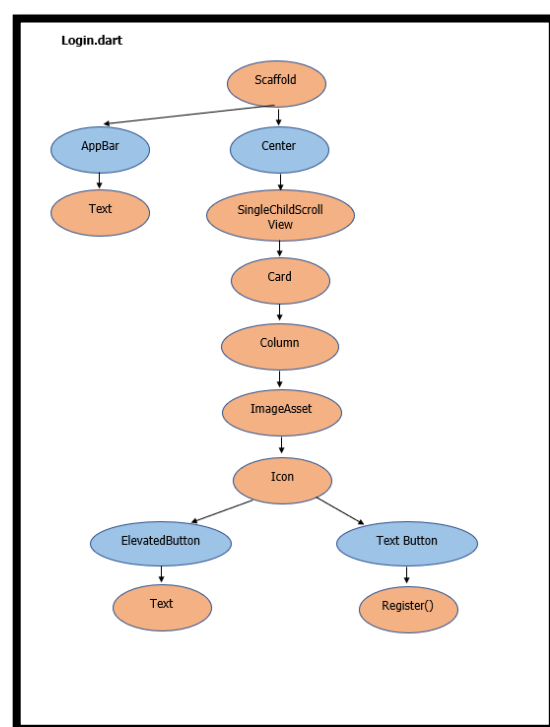 Login.dart
Scaffold
AppBar
Center
Text
SingleChildScroll
View
Card
Column
ImageAsset
Icon
ElevatedButton
Text Button
Text
Register()